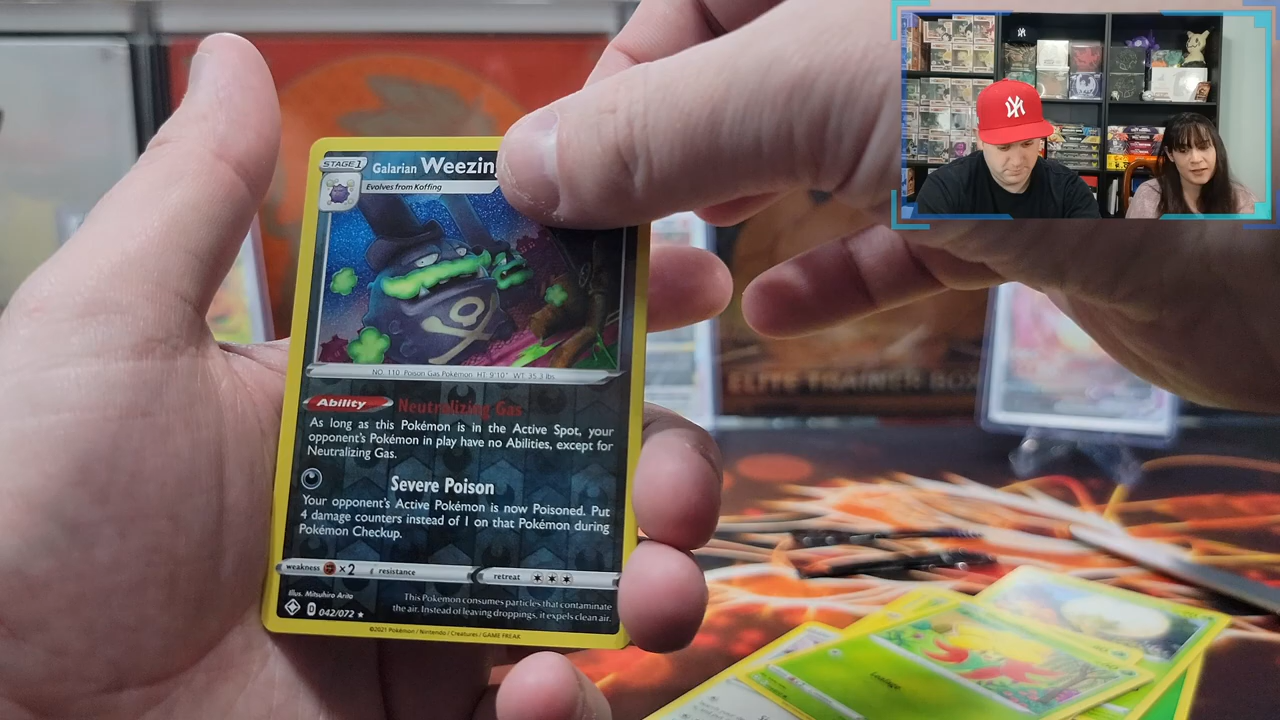 STAGE 1
Galarian Weezin
Evolves from Koffing
NO. 110 Poison Gas Pokémon HT: 9'10" WT: 35.3 lbs
Ability Neutralizing Gas
As long as this Pokémon is in the Active Spot, your
opponent's Pokémon in play have no Abilities, except for
Neutralizing Gas.
Severe Poison
Your opponent's Active Pokémon is now Poisoned. Put
4 damage counters instead of 1 on that Pokémon during
Pokémon Checkup.
weakness ×2 resistance retreat
Illus. Mitsuhiro Arita
D 042/072 ★
This Pokémon consumes particles that contaminate
the air. Instead of leaving droppings, it expels clean air.
©2021 Pokémon / Nintendo / Creatures / GAME FREAK
ELITE TRAINER BOX
Leafage
NY